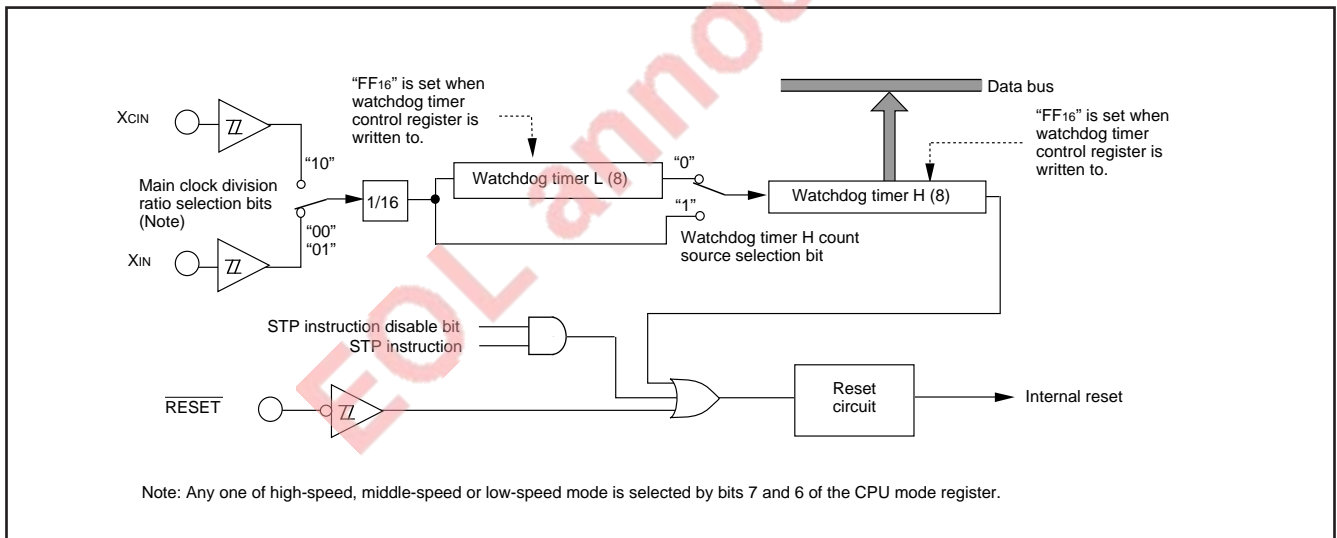 EOL annou
"FF16" is set when
watchdog timer
control register is
written to.
Data bus
"FF16" is set when
watchdog timer
control register is
written to.
XCIN
"10"
"0"
Main clock division
ratio selection bits
(Note)
1/16
Watchdog timer L (8)
Watchdog timer H (8)
"1"
"00"
"01"
Watchdog timer H count
source selection bit
XIN
STP instruction disable bit
STP instruction
RESET
Reset
circuit
Internal reset
Note: Any one of high-speed, middle-speed or low-speed mode is selected by bits 7 and 6 of the CPU mode register.